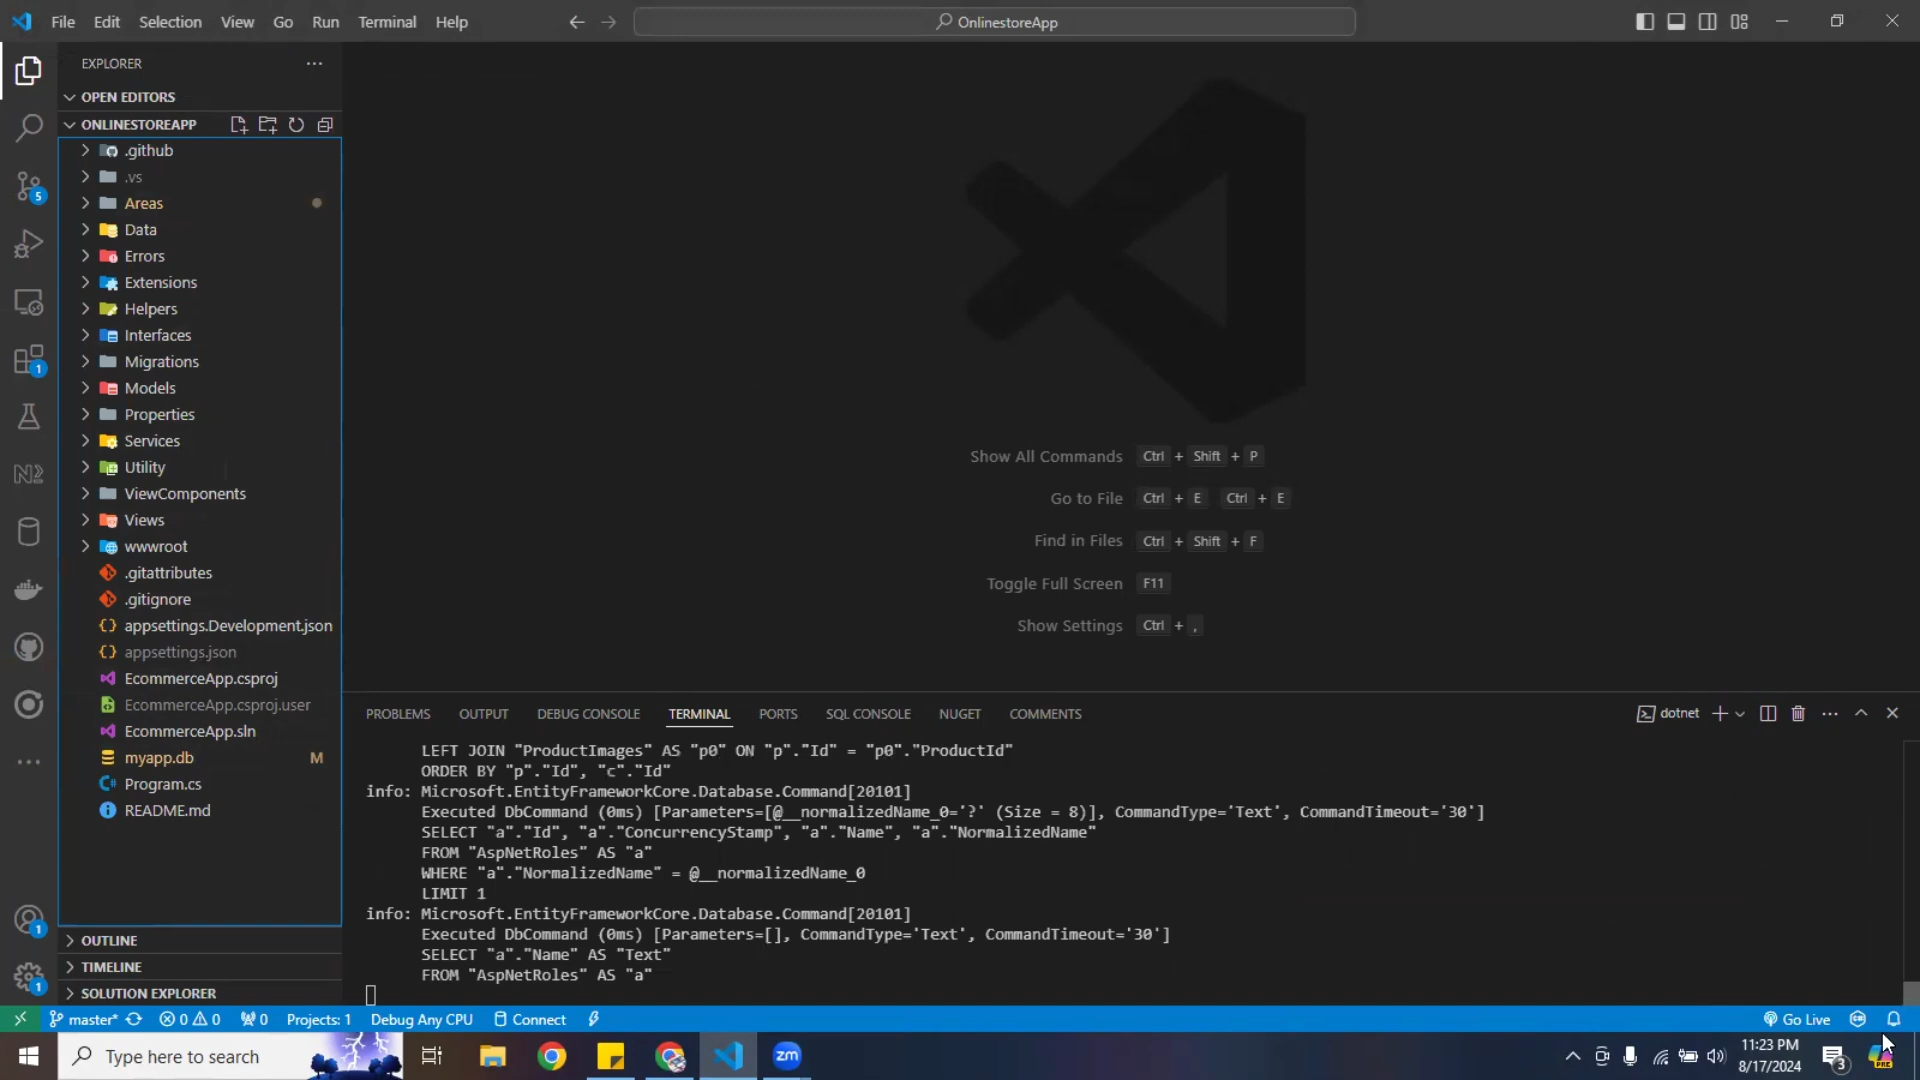 File Edit Selection View Go Run Terminal Help
OnlinestoreApp
EXPLORER
OPEN EDITORS
ONLINESTOREAPP
.github
.vs
Areas
Data
Errors
Extensions
Helpers
Interfaces
Migrations
Models
Properties
Services
Utility
ViewComponents
Views
wwwroot
.gitattributes
.gitignore
appsettings.Development.json
appsettings.json
EcommerceApp.csproj
EcommerceApp.csproj.user
EcommerceApp.sln
myapp.db M
Program.cs
README.md
OUTLINE
TIMELINE
SOLUTION EXPLORER
5
1
1
1
Show All Commands Ctrl + Shift + P
Go to File Ctrl + E Ctrl + E
Find in Files Ctrl + Shift + F
Toggle Full Screen F11
Show Settings Ctrl + ,
PROBLEMS OUTPUT DEBUG CONSOLE TERMINAL PORTS SQL CONSOLE NUGET COMMENTS
dotnet
LEFT JOIN "ProductImages" AS "p0" ON "p"."Id" = "p0"."ProductId"
ORDER BY "p"."Id", "c"."Id"
info: Microsoft.EntityFrameworkCore.Database.Command[20101]
Executed DbCommand (0ms) [Parameters=[@__normalizedName_0='?' (Size = 8)], CommandType='Text', CommandTimeout='30']
SELECT "a"."Id", "a"."ConcurrencyStamp", "a"."Name", "a"."NormalizedName"
FROM "AspNetRoles" AS "a"
WHERE "a"."NormalizedName" = @__normalizedName_0
LIMIT 1
info: Microsoft.EntityFrameworkCore.Database.Command[20101]
Executed DbCommand (0ms) [Parameters=[], CommandType='Text', CommandTimeout='30']
SELECT "a"."Name" AS "Text"
FROM "AspNetRoles" AS "a"
master* 0 0 0 Projects: 1 Debug Any CPU Connect Go Live
Type here to search
zm
11:23 PM
8/17/2024
3
PRE